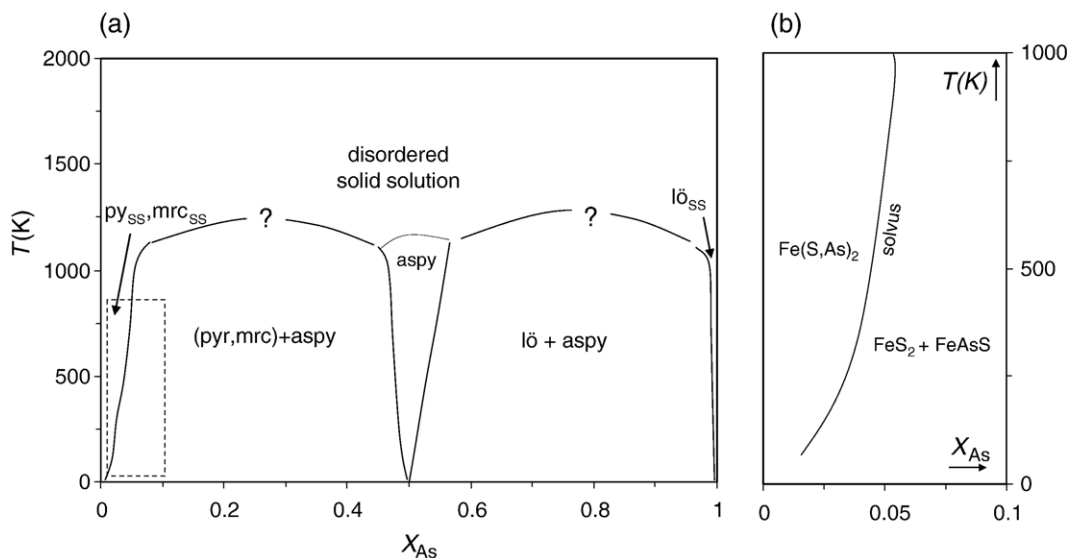 (a)
2000
1500
1000
500
0
T(K)
disordered
solid solution
py_SS,mrc_SS
?
?
lö_SS
aspy
(pyr,mrc)+aspy
lö + aspy
0
0.2
0.4
0.6
0.8
1
X_As
(b)
1000
T(K)
solvus
Fe(S,As)₂
500
FeS₂ + FeAsS
X_As
0
0
0.05
0.1